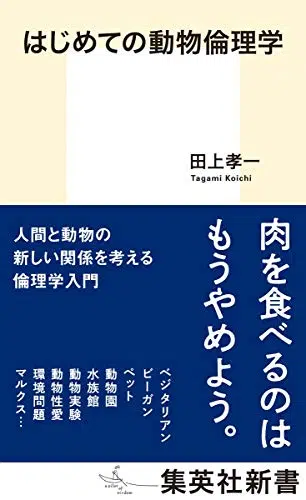 はじめての動物倫理学
田上孝一
Tagami Koichi
肉を食べるのは
もうやめよう。
人間と動物の
新しい関係を考える
倫理学入門
ベジタリアン
ビーガン
ペット
動物園
水族館
動物実験
動物性愛
環境問題
マルクス…
集英社新書